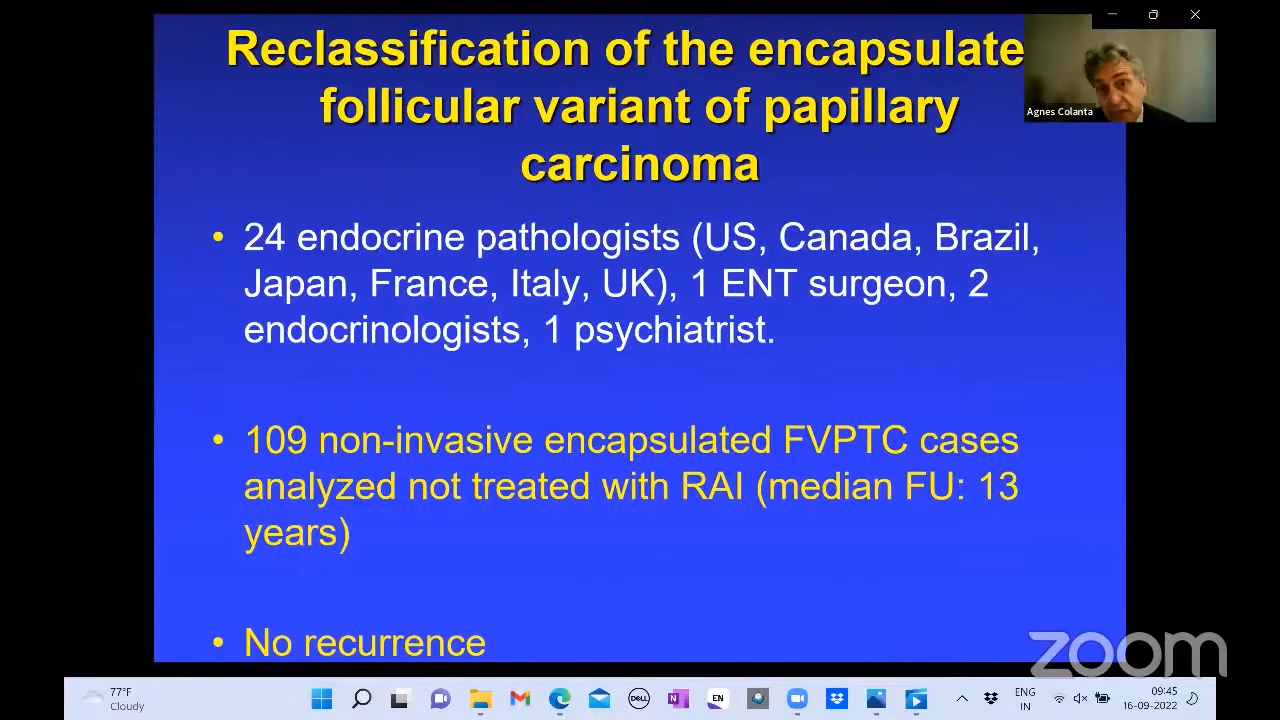 Reclassification of the encapsulate
follicular variant of papillary
carcinoma
Agnes Colanta
• 24 endocrine pathologists (US, Canada, Brazil,
Japan, France, Italy, UK), 1 ENT surgeon, 2
endocrinologists, 1 psychiatrist.
• 109 non-invasive encapsulated FVPTC cases
analyzed not treated with RAI (median FU: 13
years)
• No recurrence
zoom
77°F
Cloudy
DELL
N
EN
ENG
IN
09:45
16-09-2022